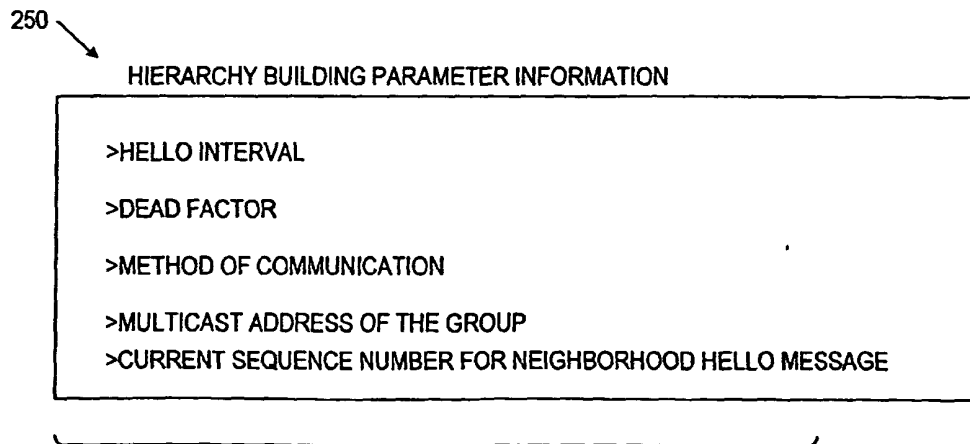 250
HIERARCHY BUILDING PARAMETER INFORMATION
>HELLO INTERVAL
>DEAD FACTOR
>METHOD OF COMMUNICATION
>MULTICAST ADDRESS OF THE GROUP
>CURRENT SEQUENCE NUMBER FOR NEIGHBORHOOD HELLO MESSAGE